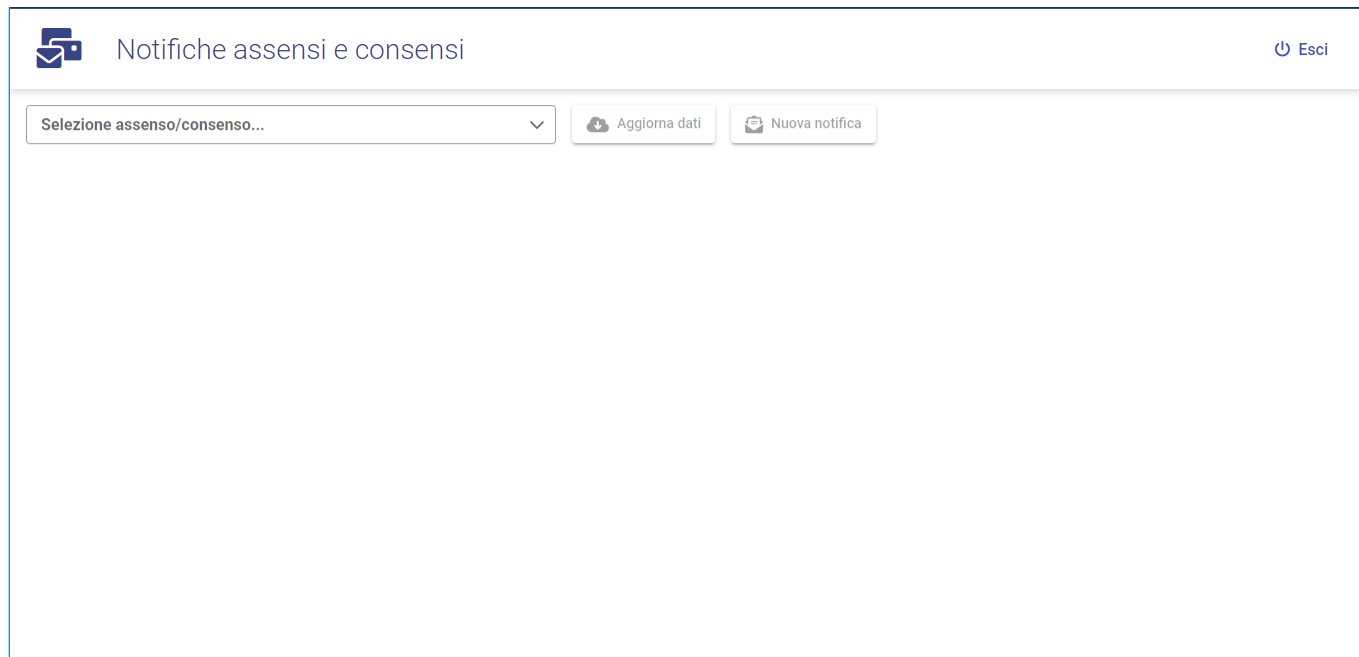 Notifiche assensi e consensi
Esci
Selezione assenso/consenso...
Aggiorna dati
Nuova notifica